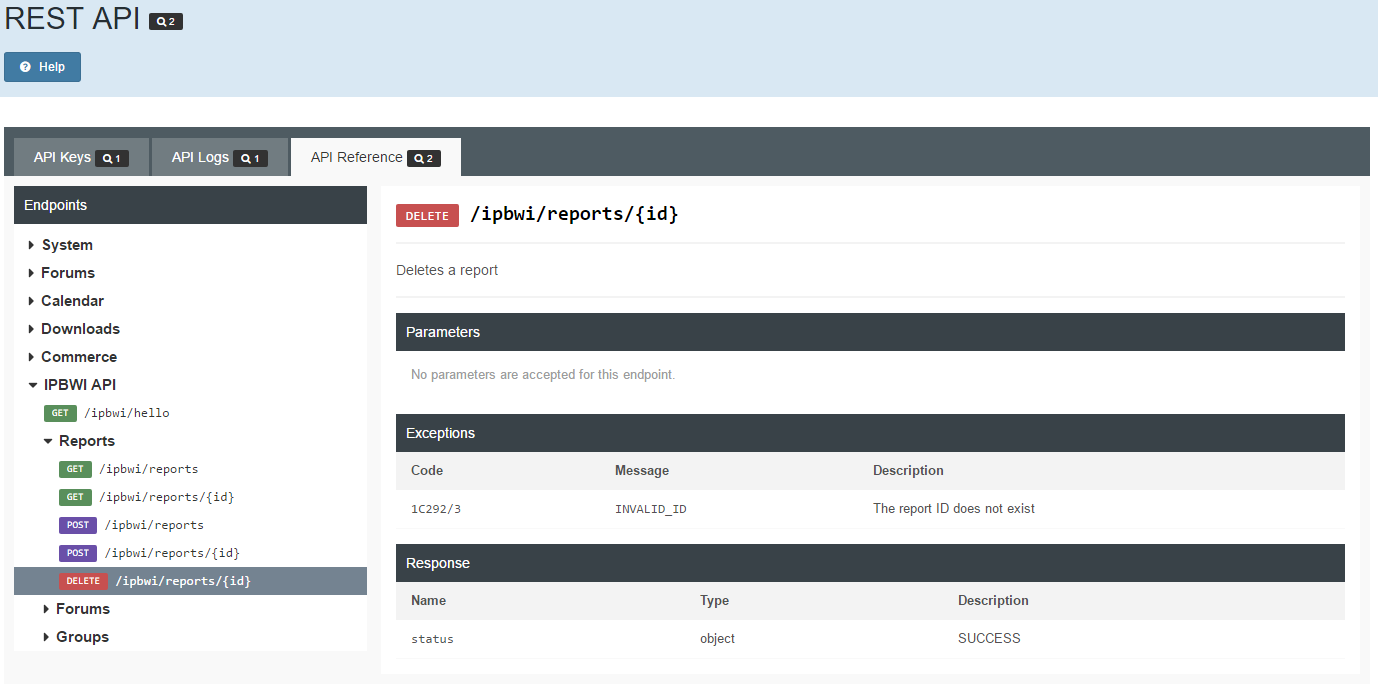 REST API 2
Help
API Keys 1
API Logs 1
API Reference 2
Endpoints
System
Forums
Calendar
Downloads
Commerce
IPBWI API
GET /ipbwi/hello
Reports
GET /ipbwi/reports
GET /ipbwi/reports/{id}
POST /ipbwi/reports
POST /ipbwi/reports/{id}
DELETE /ipbwi/reports/{id}
Forums
Groups
DELETE /ipbwi/reports/{id}
Deletes a report
Parameters
No parameters are accepted for this endpoint.
Exceptions
Code Message Description
1C292/3 INVALID_ID The report ID does not exist
Response
Name Type Description
status object SUCCESS